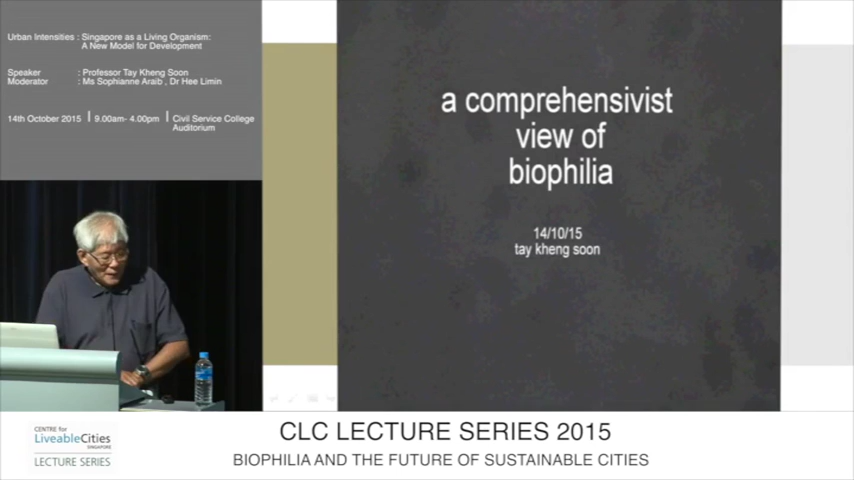 Urban Intensities : Singapore as a Living Organism:
A New Model for Development
Speaker : Professor Tay Kheng Soon
Moderator : Ms Sophianne Araib , Dr Hee Limin
14th October 2015 | 9.00am- 4.00pm | Civil Service College
Auditorium
a comprehensivist
view of
biophilia
14/10/15
tay kheng soon
CENTRE for
LiveableCities
SINGAPORE
LECTURE SERIES
CLC LECTURE SERIES 2015
BIOPHILIA AND THE FUTURE OF SUSTAINABLE CITIES